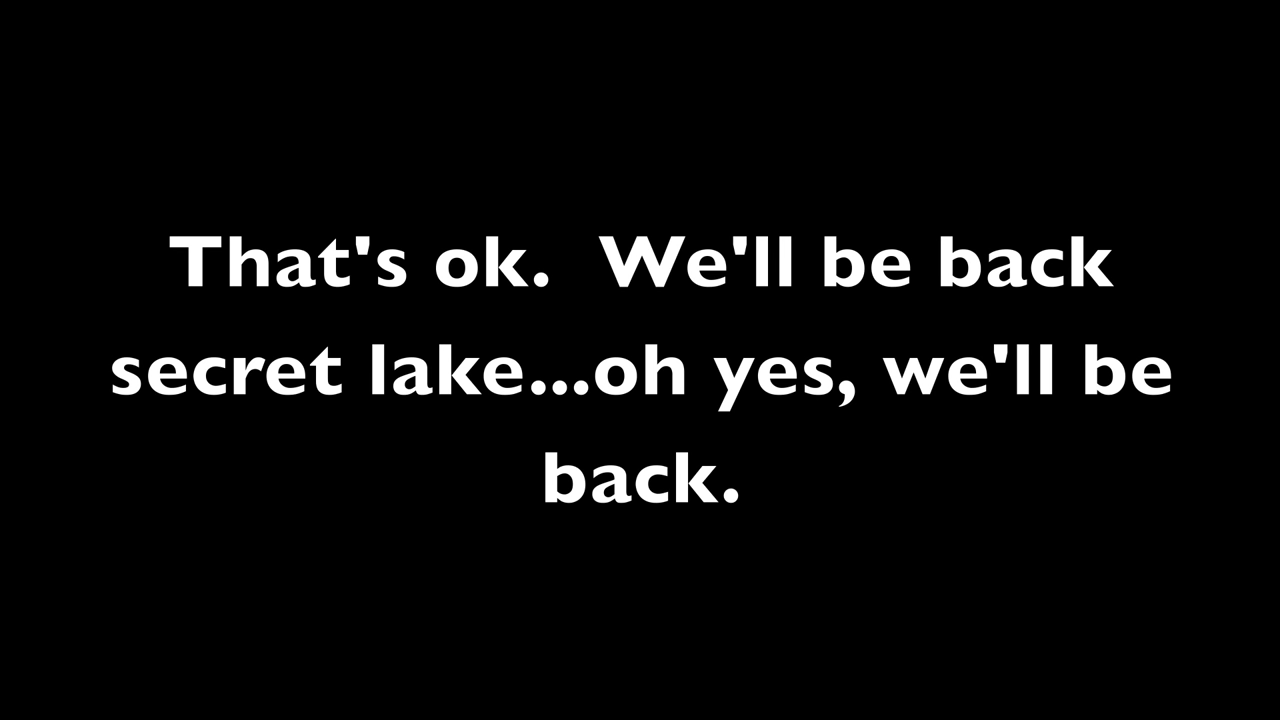 That's ok.  We'll be back
secret lake...oh yes, we'll be
back.